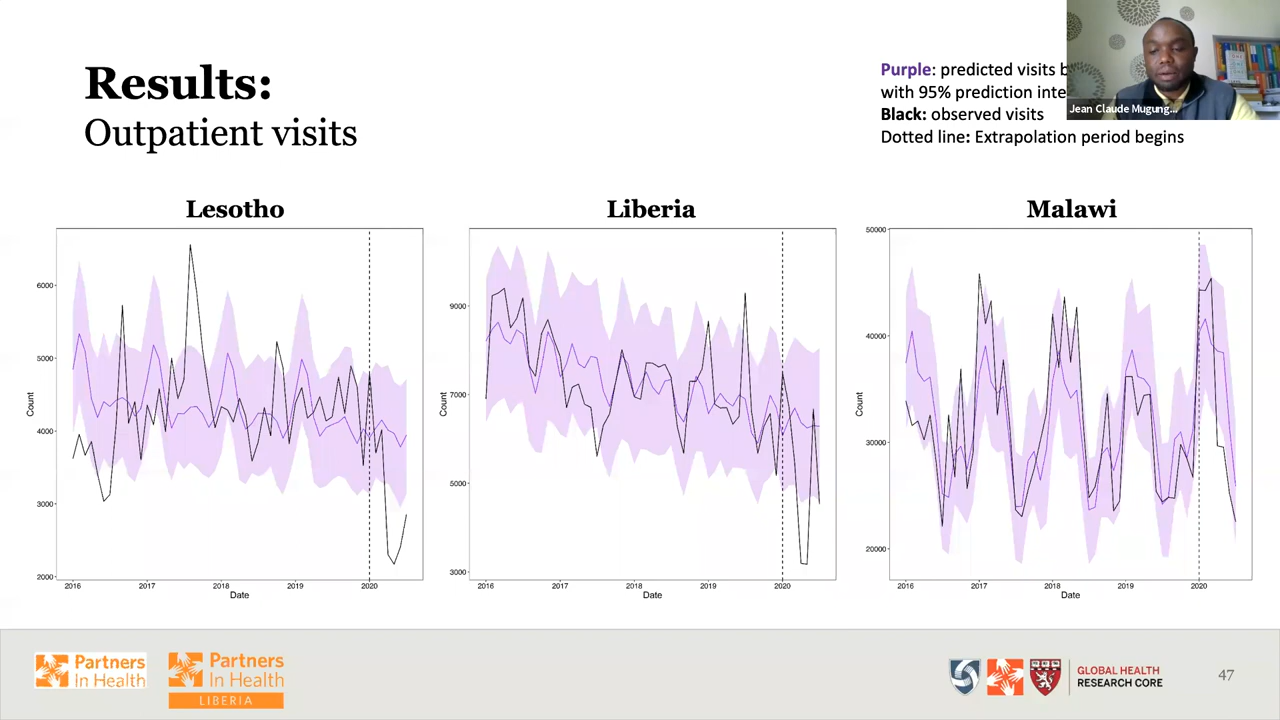 Results:
Outpatient visits
Purple: predicted visits
with 95% prediction
Black: observed visits
Dotted line: Extrapolation period begins
Jean Claude Mugung...
Lesotho
Liberia
Malawi
Count
6000
5000
4000
3000
2000
2016
2017
2018
2019
2020
Date
Count
9000
7000
5000
3000
2016
2017
2018
2019
2020
Date
Count
50000
40000
30000
20000
2016
2017
2018
2019
2020
Date
Partners
In Health
Partners
In Health
LIBERIA
GLOBAL HEALTH
RESEARCH CORE
47